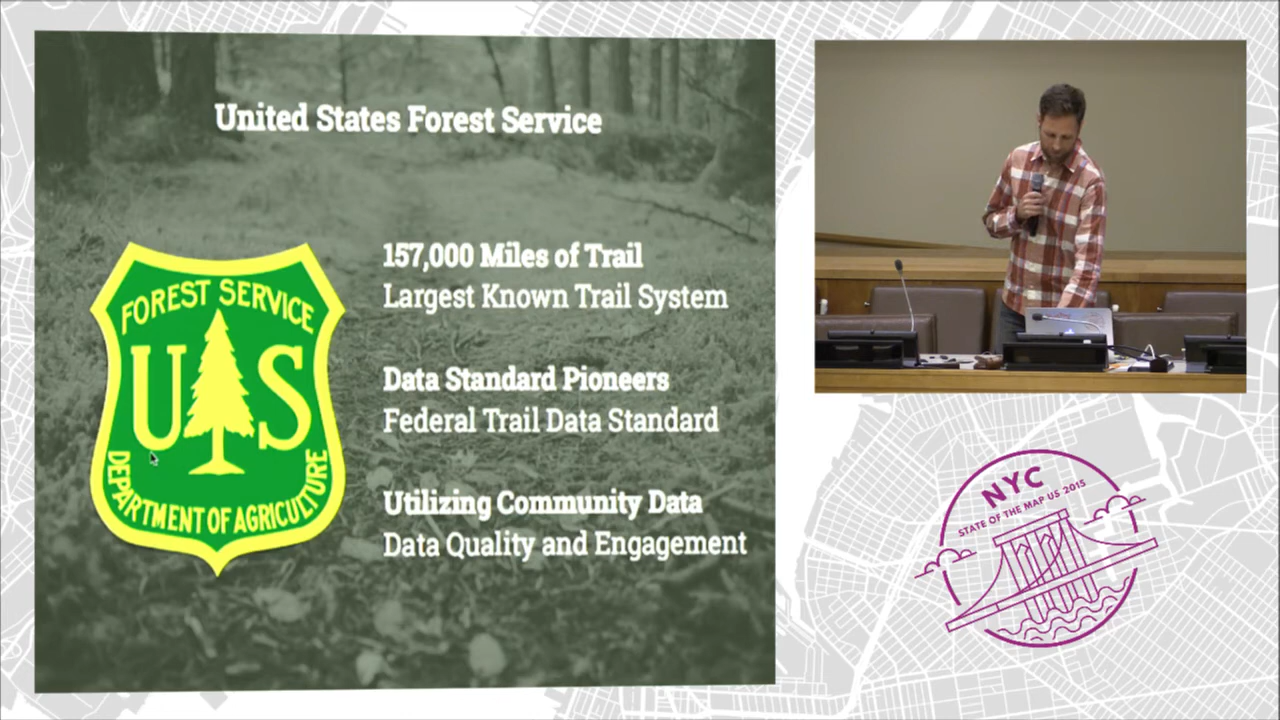 United States Forest Service
FOREST SERVICE
US
DEPARTMENT OF AGRICULTURE
157,000 Miles of Trail
Largest Known Trail System
Data Standard Pioneers
Federal Trail Data Standard
Utilizing Community Data
Data Quality and Engagement
NYC
STATE OF THE MAP US 2015